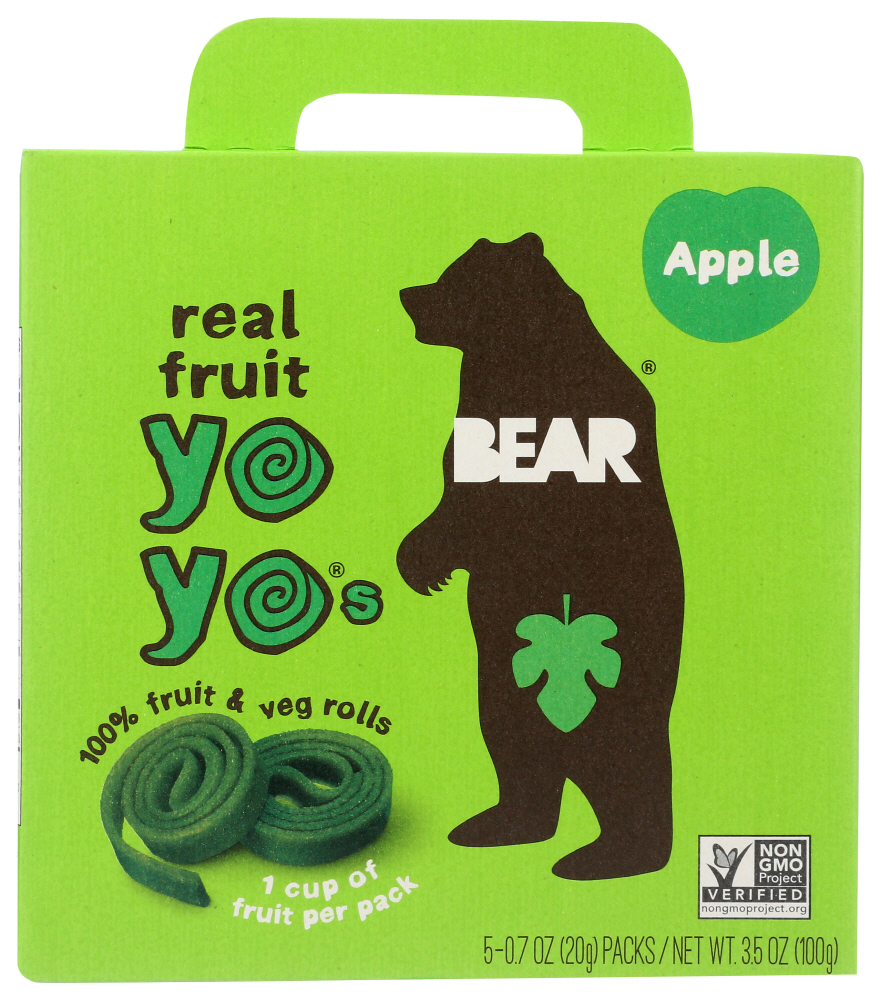 Apple
real
fruit
yo
yo®s
BEAR®
100% fruit & veg rolls
1 cup of
fruit per pack
NON
GMO
Project
VERIFIED
nongmoproject.org
5-0.7 OZ (20g) PACKS / NET WT. 3.5 OZ (100g)